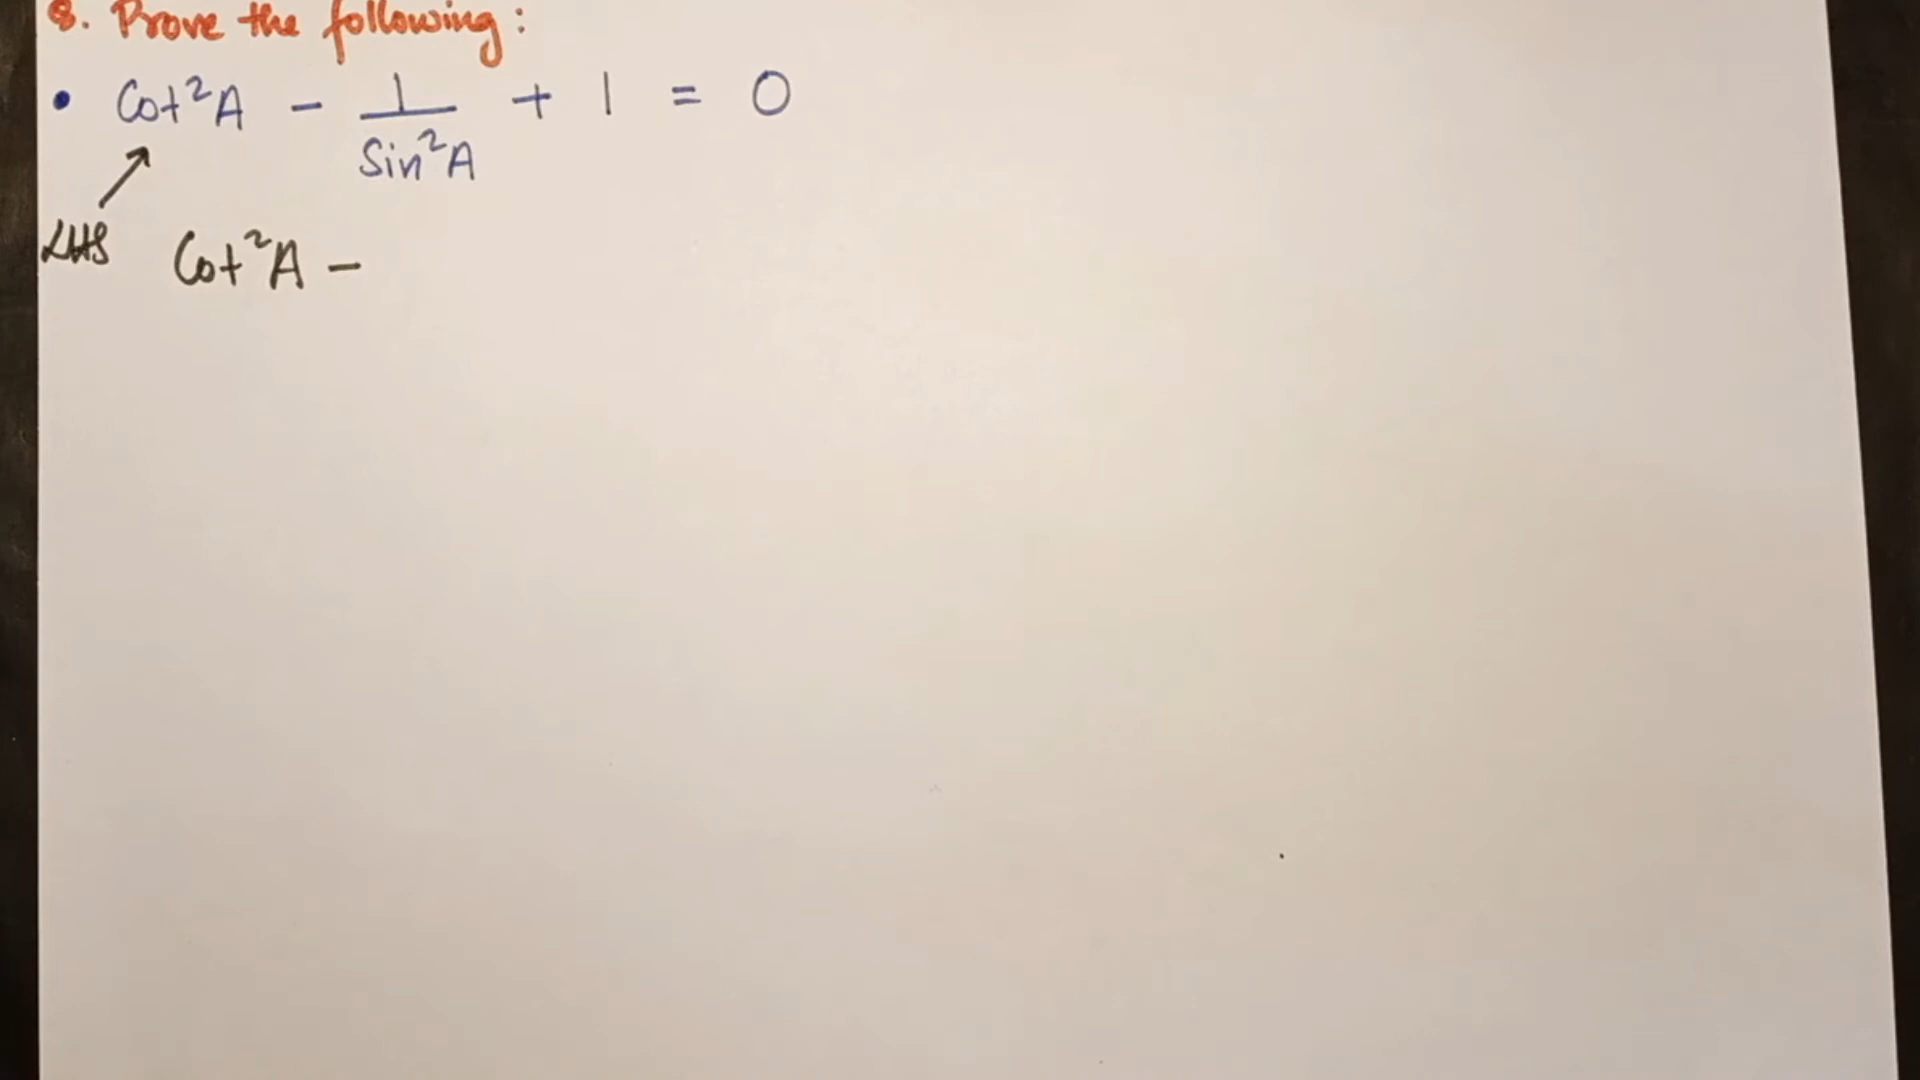 8. Prove the following:
• Cot²A - 1/Sin²A + 1 = 0
LHS Cot²A -